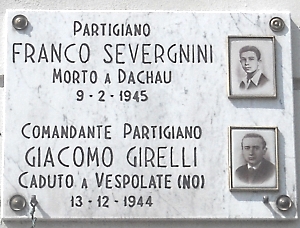 PARTIGIANO
FRANCO SEVERGNINI
MORTO A DACHAU
9-2-1945
COMANDANTE PARTIGIANO
GIACOMO GIRELLI
CADUTO A VESPOLATE (NO)
13-12-1944